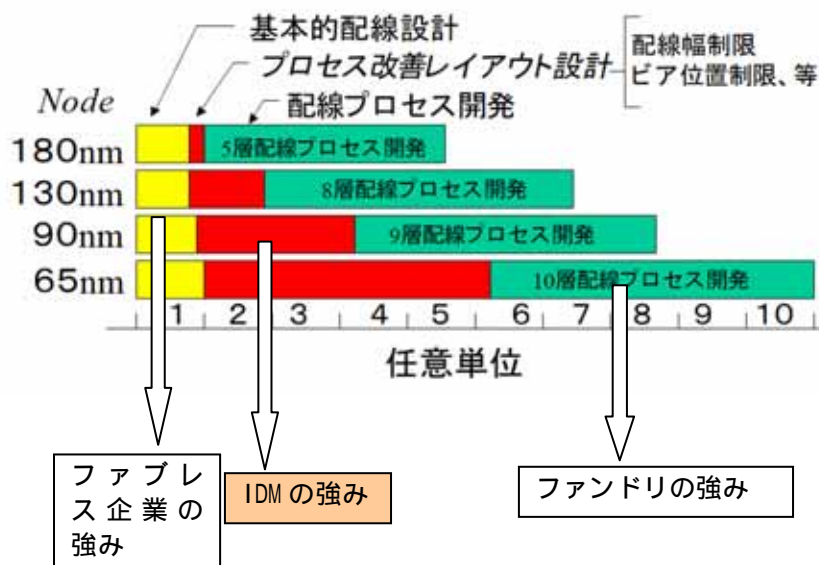 基本的配線設計
プロセス改善レイアウト設計
配線幅制限
ビア位置制限、等
Node
配線プロセス開発
180nm
5層配線プロセス開発
130nm
8層配線プロセス開発
90nm
9層配線プロセス開発
65nm
10層配線プロセス開発
1 2 3 4 5 6 7 8 9 10
任意単位
ファブレ
ス企業の
強み
IDMの強み
ファンドリの強み